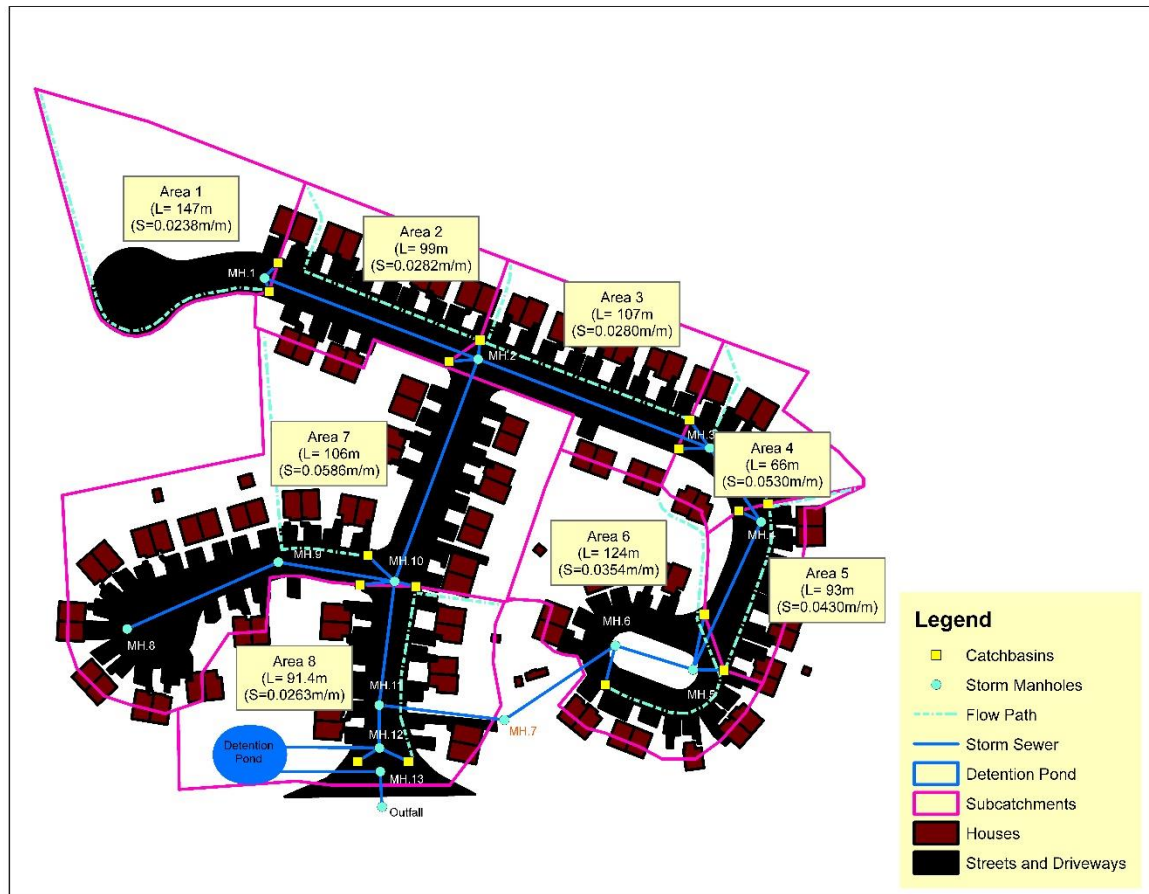 Area 1
(L= 147m
(S=0.0238m/m)
Area 2
(L= 99m
(S=0.0282m/m)
MH.1
Area 3
(L= 107m
(S=0.0280m/m)
MH.2
Area 7
(L= 106m
(S=0.0586m/m)
MH.3
Area 4
(L= 66m
(S=0.0530m/m)
MH.4
Area 6
(L= 124m
(S=0.0354m/m)
MH.9
MH.10
Area 5
(L= 93m
(S=0.0430m/m)
MH.8
MH.6
Area 8
(L= 91.4m
(S=0.0263m/m)
MH.5
MH.11
MH.7
MH.12
Detention
Pond
MH.13
Outfall
Legend
Catchbasins
Storm Manholes
Flow Path
Storm Sewer
Detention Pond
Subcatchments
Houses
Streets and Driveways